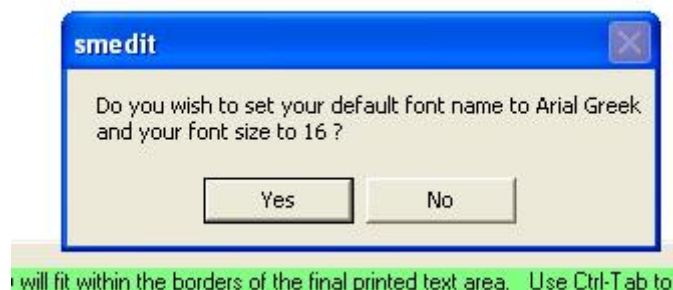 smedit
Do you wish to set your default font name to Arial Greek
and your font size to 16 ?
Yes No
will fit within the borders of the final printed text area. Use Ctrl-Tab to